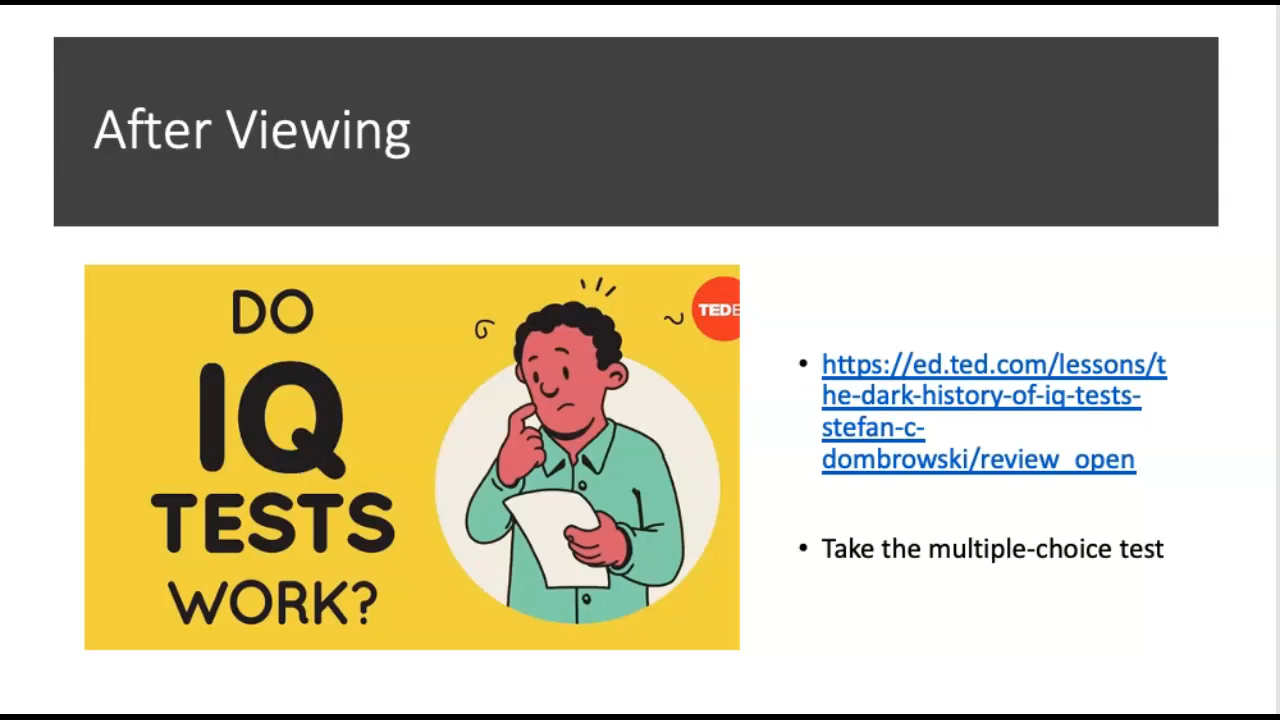 After Viewing
DO
IQ
TESTS
WORK?
TEDE
• https://ed.ted.com/lessons/t
he-dark-history-of-iq-tests-
stefan-c-
dombrowski/review_open
• Take the multiple-choice test